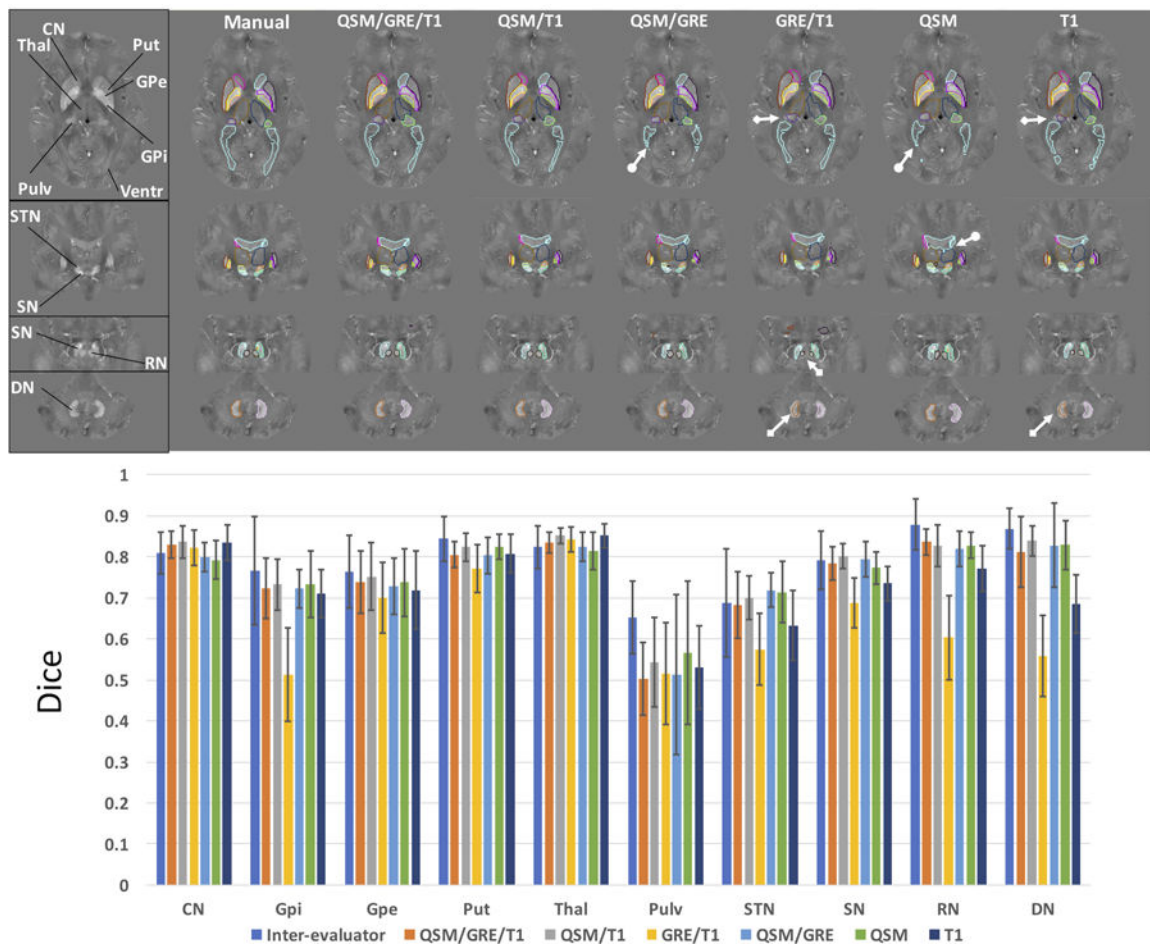 Manual QSM/GRE/T1 QSM/T1 QSM/GRE GRE/T1 QSM T1
CN
Thal Put
GPe
GPi
Pulv Ventr
STN
SN
SN
RN
DN
1
0.9
0.8
0.7
0.6
0.5
0.4
0.3
0.2
0.1
0
Dice
CN Gpi Gpe Put Thal Pulv STN SN RN DN
Inter-evaluator QSM/GRE/T1 QSM/T1 GRE/T1 QSM/GRE QSM T1